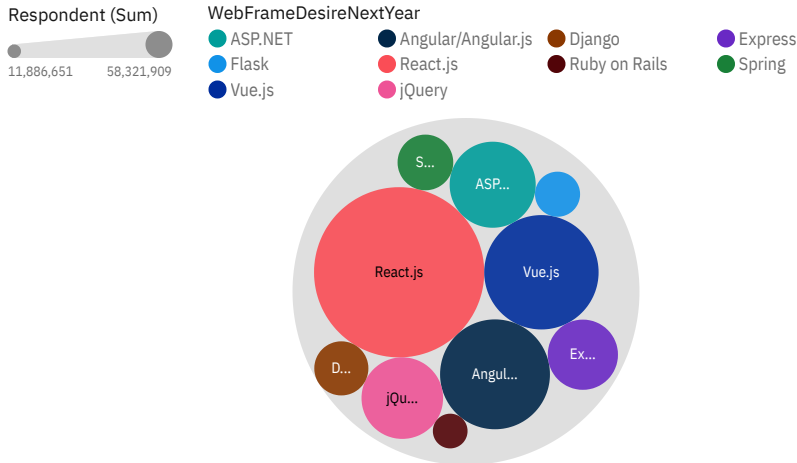 Respondent (Sum)
11,886,651 58,321,909
WebFrameDesireNextYear
ASP.NET Angular/Angular.js Django Express
Flask React.js Ruby on Rails Spring
Vue.js jQuery
S...
ASP...
React.js
Vue.js
Ex...
D...
Angul...
jQu...